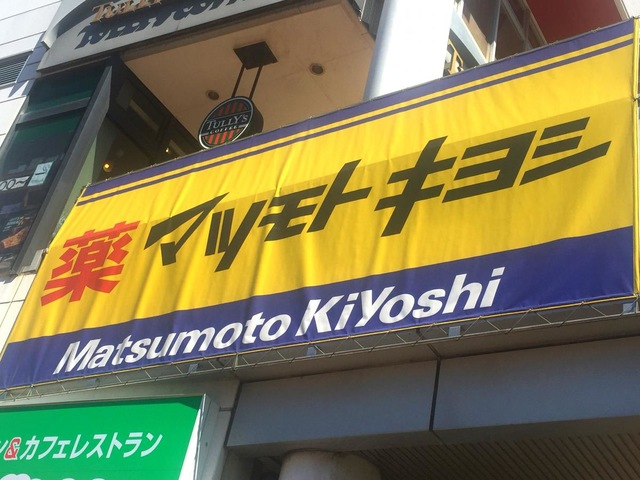 TULLY'S
COFFEE
薬 マツモトキヨシ
Matsumoto KiYoshi
&カフェレストラン